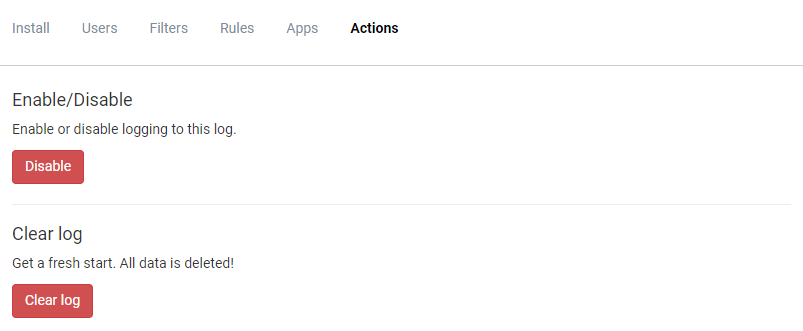 Install Users Filters Rules Apps Actions
Enable/Disable
Enable or disable logging to this log.
Disable
Clear log
Get a fresh start. All data is deleted!
Clear log